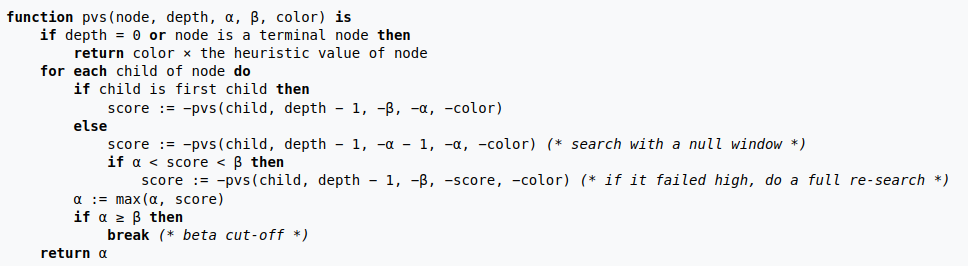 function pvs(node, depth, α, β, color) is
    if depth = 0 or node is a terminal node then
        return color × the heuristic value of node
    for each child of node do
        if child is first child then
            score := −pvs(child, depth − 1, −β, −α, −color)
        else
            score := −pvs(child, depth − 1, −α − 1, −α, −color) (* search with a null window *)
            if α < score < β then
                score := −pvs(child, depth − 1, −β, −score, −color) (* if it failed high, do a full re-search *)
        α := max(α, score)
        if α ≥ β then
            break (* beta cut-off *)
    return α